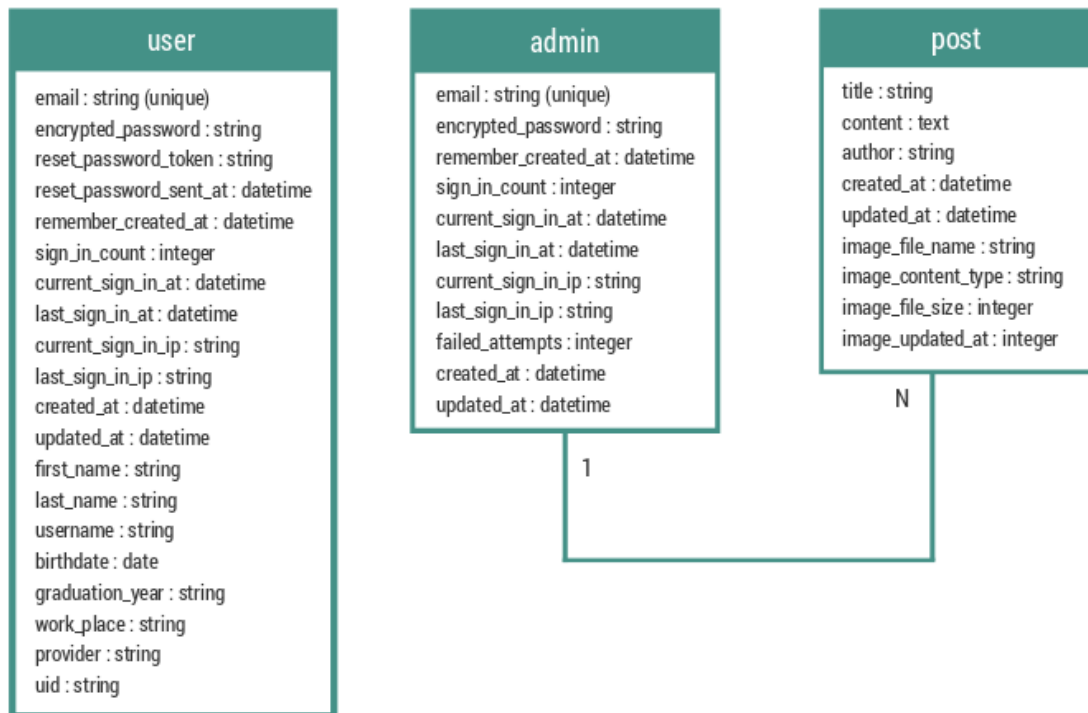 user
email : string (unique)
encrypted_password : string
reset_password_token : string
reset_password_sent_at : datetime
remember_created_at : datetime
sign_in_count : integer
current_sign_in_at : datetime
last_sign_in_at : datetime
current_sign_in_ip : string
last_sign_in_ip : string
created_at : datetime
updated_at : datetime
first_name : string
last_name : string
username : string
birthdate : date
graduation_year : string
work_place : string
provider : string
uid : string
admin
email : string (unique)
encrypted_password : string
remember_created_at : datetime
sign_in_count : integer
current_sign_in_at : datetime
last_sign_in_at : datetime
current_sign_in_ip : string
last_sign_in_ip : string
failed_attempts : integer
created_at : datetime
updated_at : datetime
1
post
title : string
content : text
author : string
created_at : datetime
updated_at : datetime
image_file_name : string
image_content_type : string
image_file_size : integer
image_updated_at : integer
N